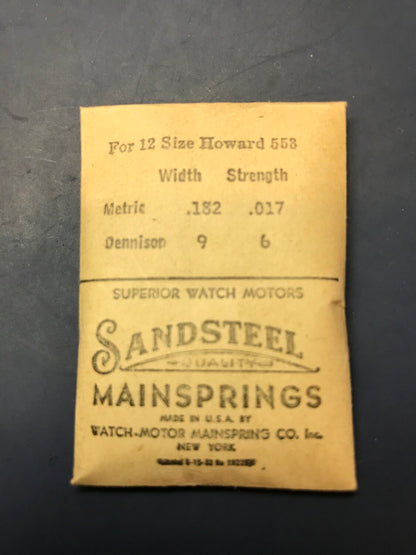 For 12 Size Howard 553
Width Strength
Metric .182 .017
Dennison 9 6
SUPERIOR WATCH MOTORS
SANDSTEEL
QUALITY
MAINSPRINGS
MADE IN U.S.A. BY
WATCH-MOTOR MAINSPRING CO. Inc.
NEW YORK